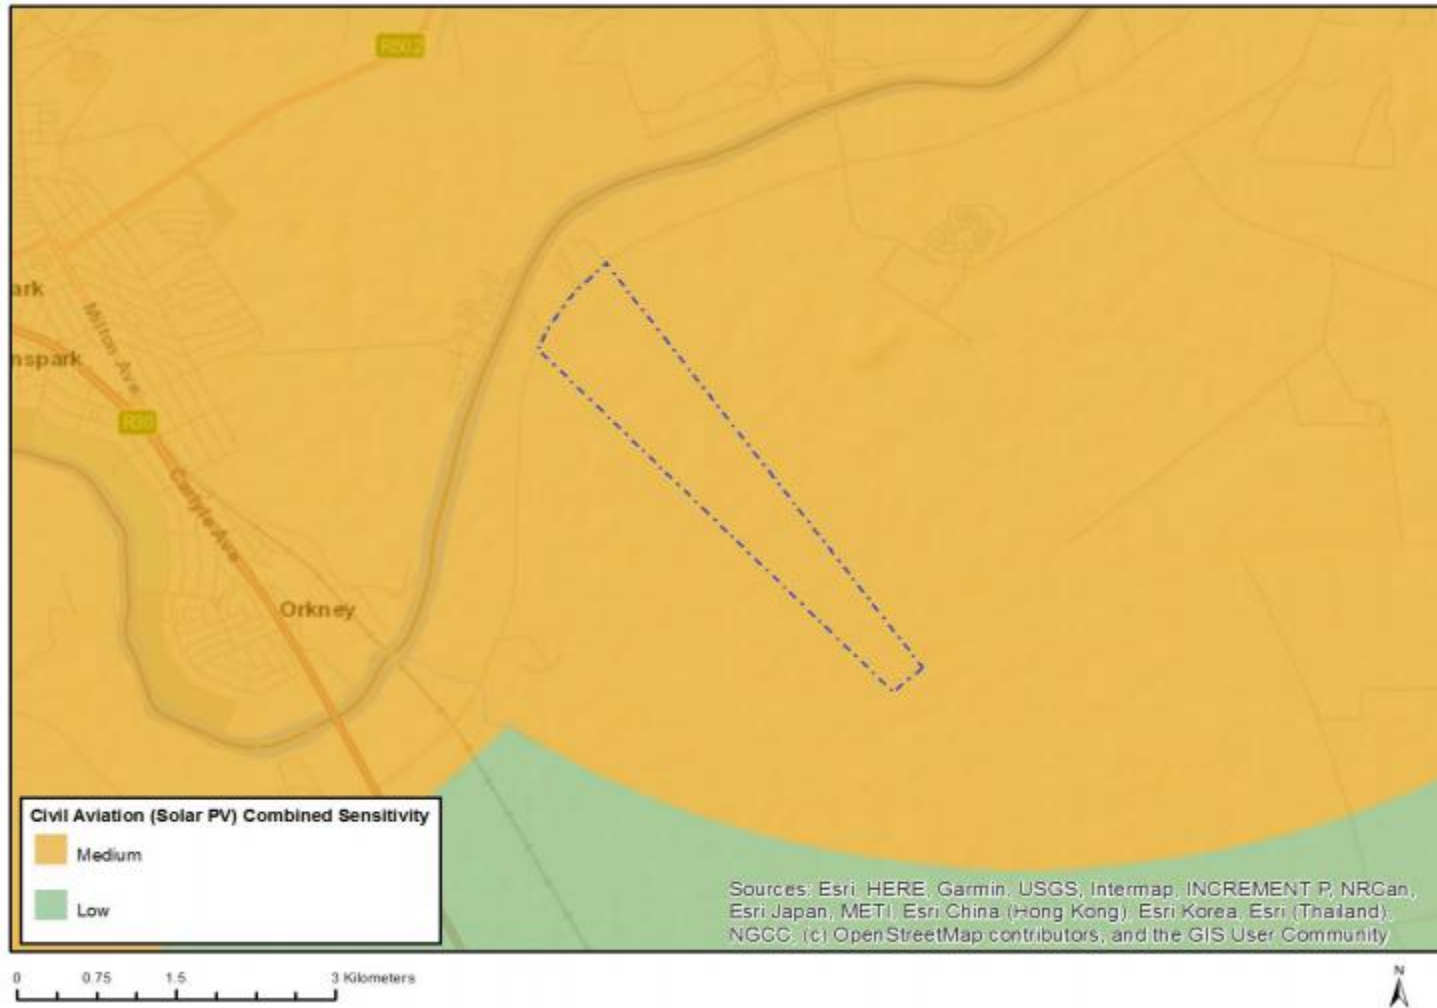 R502
ark
Milton Ave
nspark
R30
Carlyle Ave
Orkney
Civil Aviation (Solar PV) Combined Sensitivity
Medium
Low
Sources: Esri, HERE, Garmin, USGS, Intermap, INCREMENT P, NRCan,
Esri Japan, METI, Esri China (Hong Kong), Esri Korea, Esri (Thailand),
NGCC, (c) OpenStreetMap contributors, and the GIS User Community
0 0.75 1.5 3 Kilometers
N